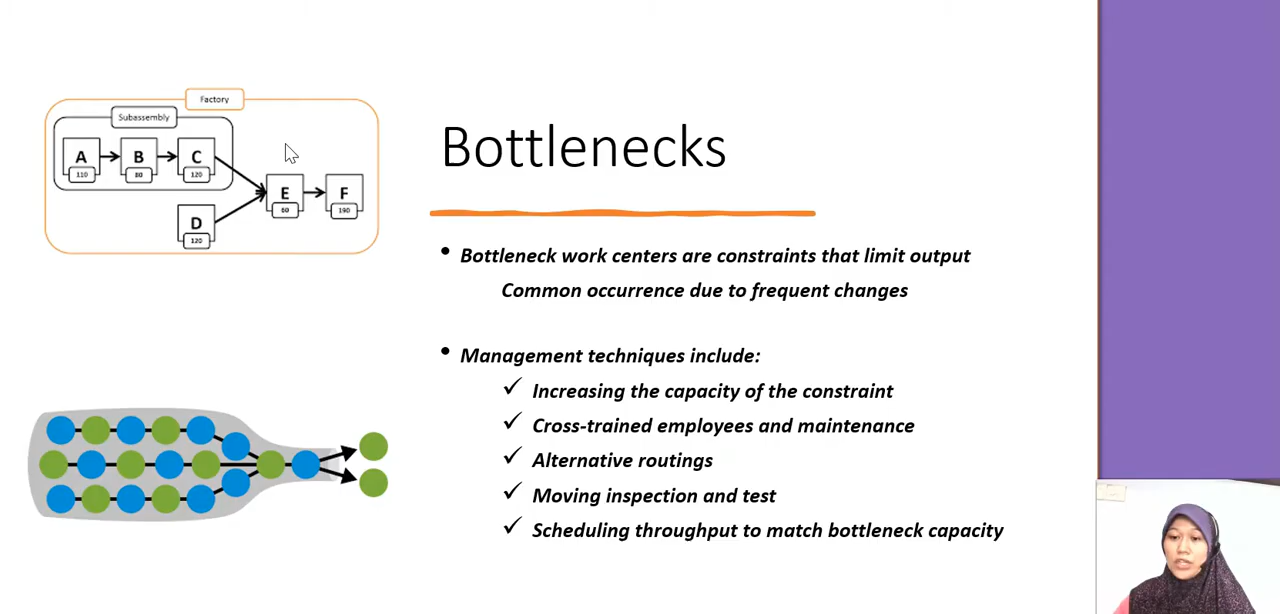 Factory
Subassembly
A
B
C
110
80
120
E
F
60
190
D
120
Bottlenecks
• Bottleneck work centers are constraints that limit output
Common occurrence due to frequent changes
• Management techniques include:
✓ Increasing the capacity of the constraint
✓ Cross-trained employees and maintenance
✓ Alternative routings
✓ Moving inspection and test
✓ Scheduling throughput to match bottleneck capacity